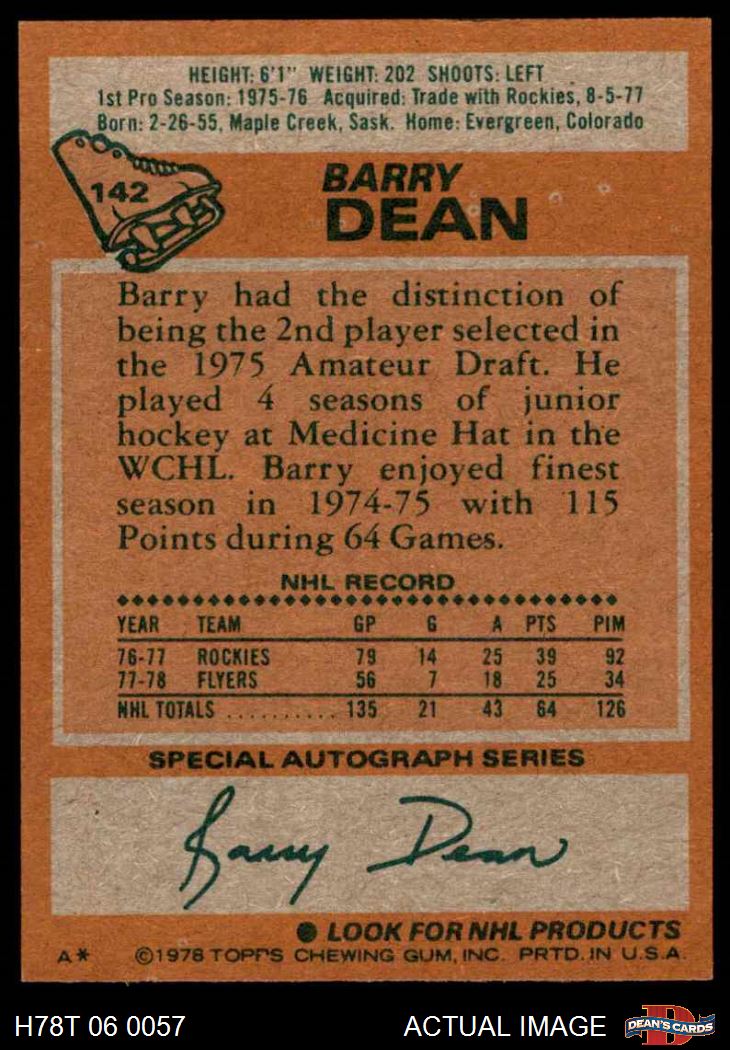 HEIGHT: 6'1" WEIGHT: 202 SHOOTS: LEFT
1st Pro Season: 1975-76 Acquired: Trade with Rockies, 8-5-77
Born: 2-26-55, Maple Creek, Sask. Home: Evergreen, Colorado
142
BARRY
DEAN
Barry had the distinction of
being the 2nd player selected in
the 1975 Amateur Draft. He
played 4 seasons of junior
hockey at Medicine Hat in the
WCHL. Barry enjoyed finest
season in 1974-75 with 115
Points during 64 Games.
NHL RECORD
YEAR TEAM GP G A PTS PIM
76-77 ROCKIES 79 14 25 39 92
77-78 FLYERS 56 7 18 25 34
NHL TOTALS .......... 135 21 43 64 126
SPECIAL AUTOGRAPH SERIES
Barry Dean
● LOOK FOR NHL PRODUCTS
A* ©1978 TOPPS CHEWING GUM, INC. PRTD. IN U.S.A.
H78T 06 0057 ACTUAL IMAGE D DEAN'S CARDS